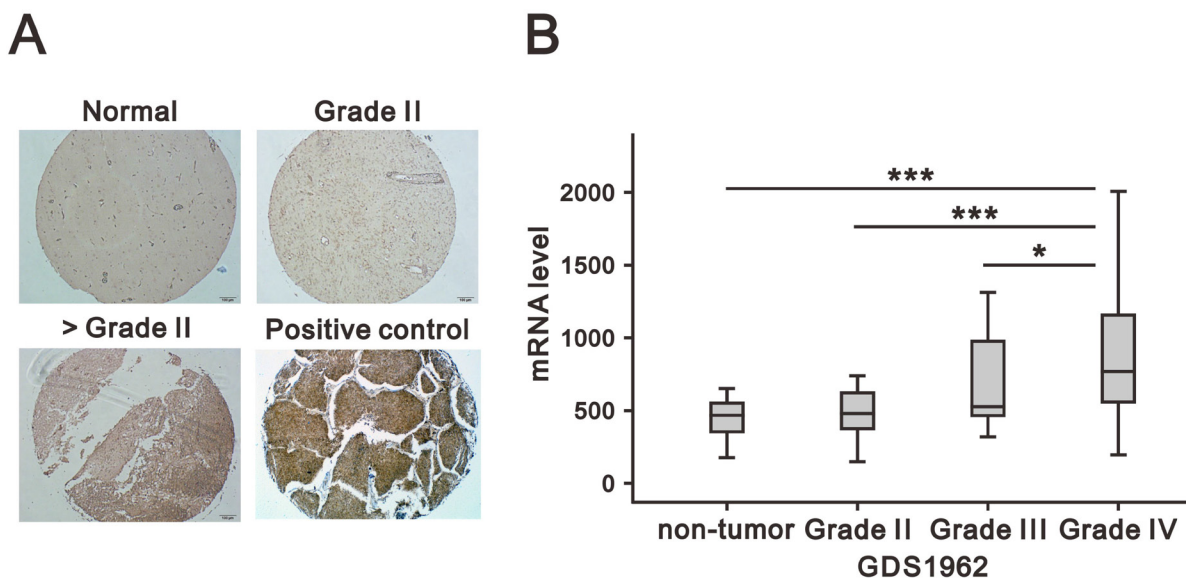 A
B
Normal
Grade II
> Grade II
Positive control
mRNA level
2000
1500
1000
500
0
***
***
*
non-tumor Grade II Grade III Grade IV
GDS1962